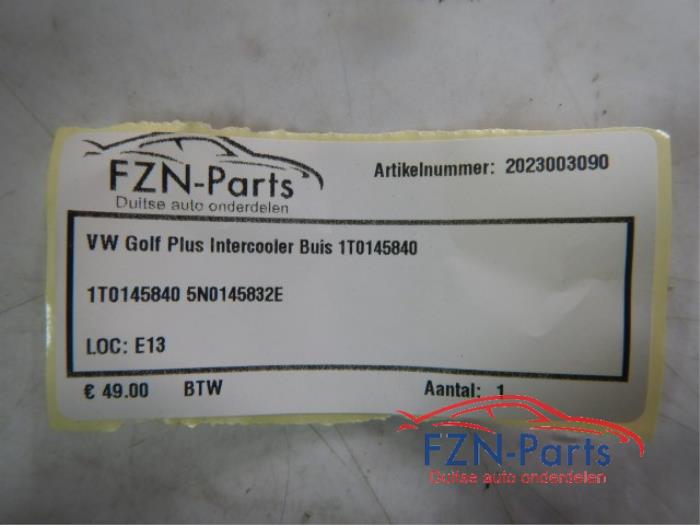 FZN-Parts
Duitse auto onderdelen
Artikelnummer: 2023003090
VW Golf Plus Intercooler Buis 1T0145840
1T0145840 5N0145832E
LOC: E13
€ 49.00 BTW Aantal: 1
FZN-Parts
Duitse auto onderdelen